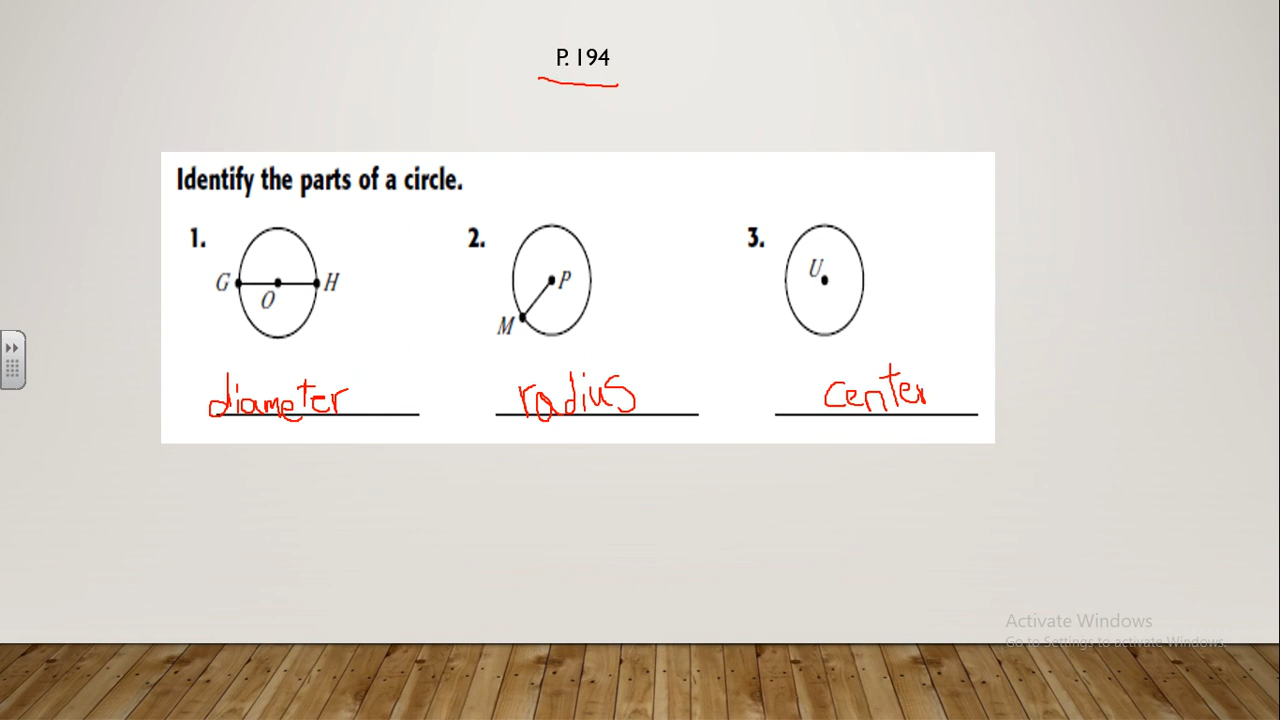 P. 194
Identify the parts of a circle.
1. G O H
2. P M
3. U
diameter radius center
Activate Windows
Go to Settings to activate Windows.